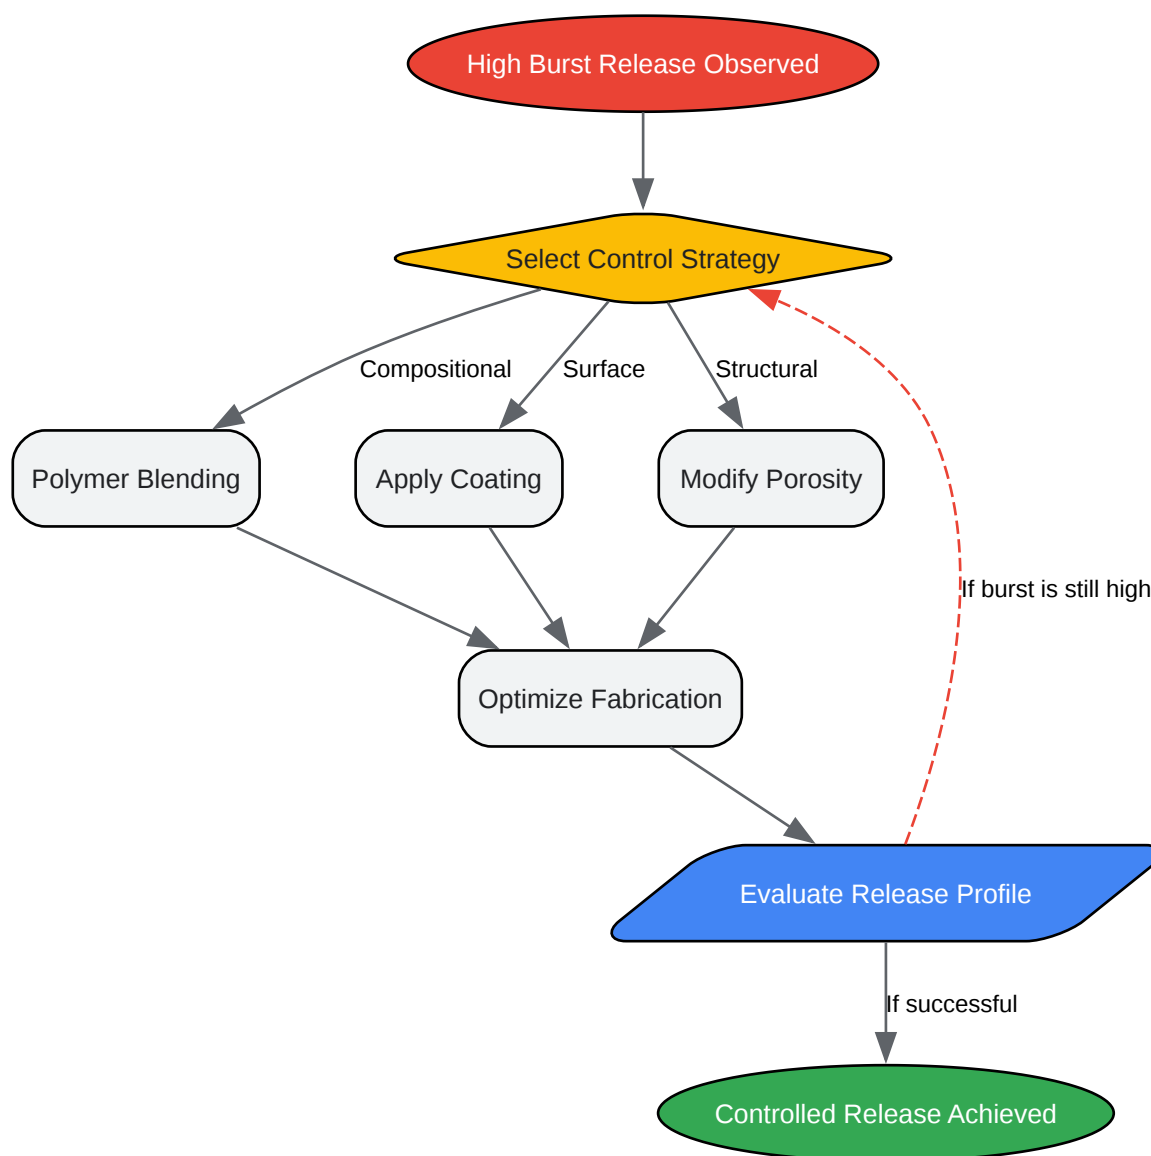 High Burst Release Observed
Select Control Strategy
Compositional
Surface
Structural
Polymer Blending
Apply Coating
Modify Porosity
If burst is still high
Optimize Fabrication
Evaluate Release Profile
If successful
Controlled Release Achieved